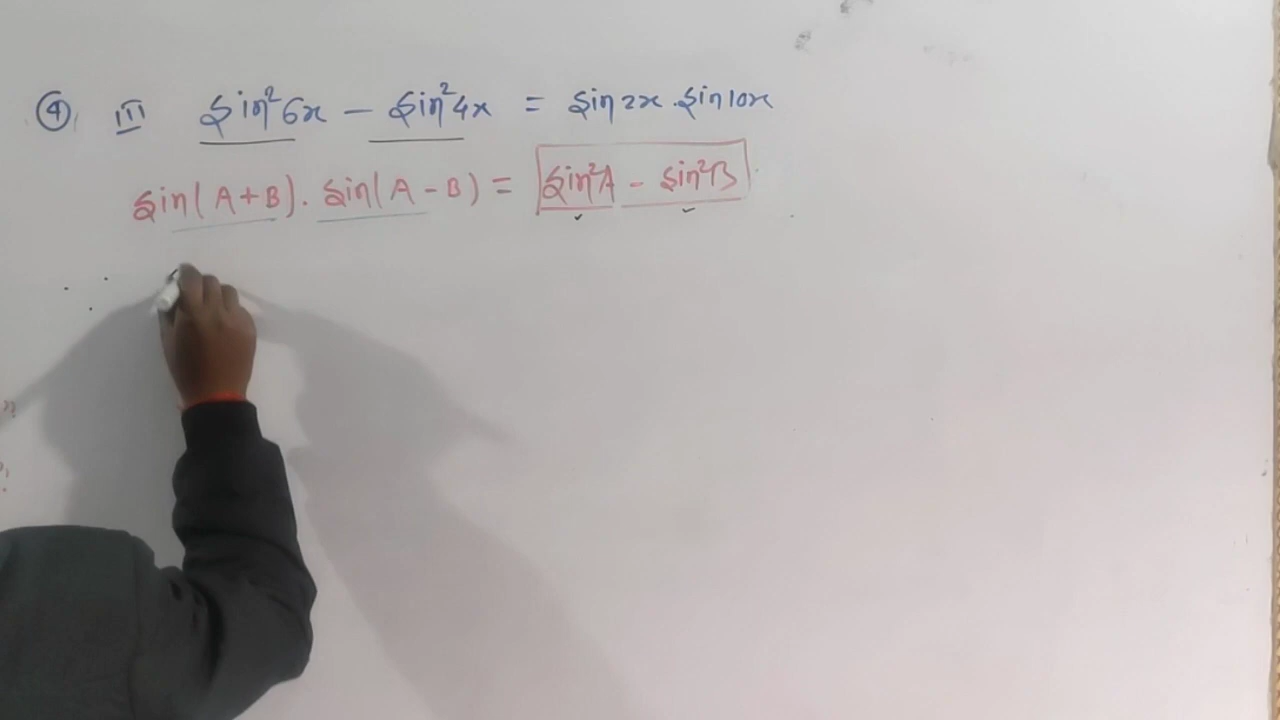 ④ III sin²6x - sin²4x = sin2x.sin10x
sin(A+B).sin(A-B) = sin²A - sin²B